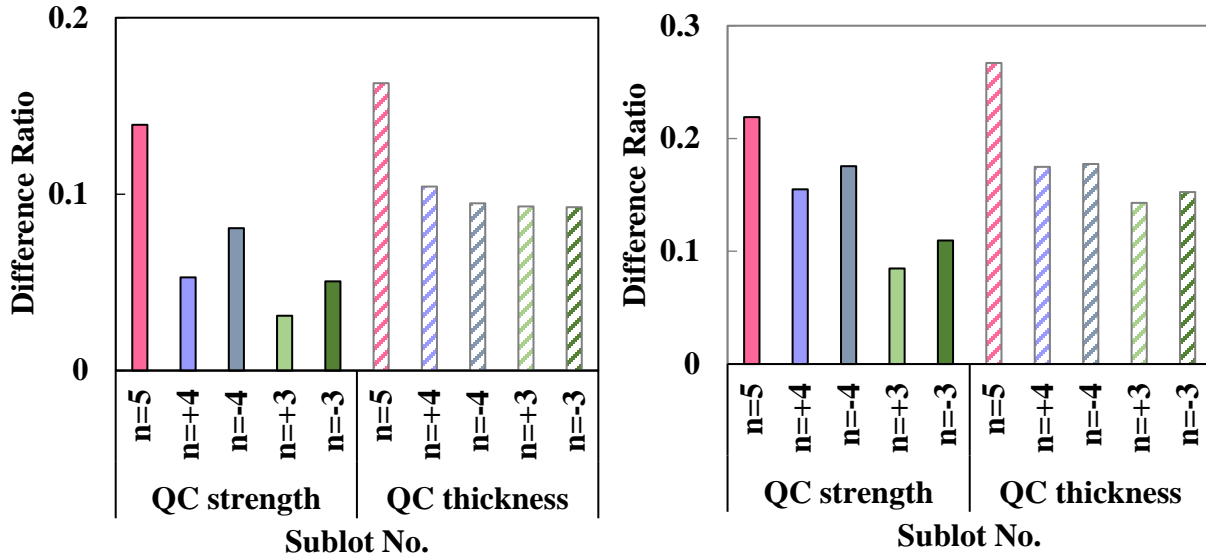 Difference Ratio
0.2
0.1
0
n=5
n=+4
n=-4
n=+3
n=-3
n=5
n=+4
n=-4
n=+3
n=-3
QC strength
QC thickness
Sublot No.
Difference Ratio
0.3
0.2
0.1
0
n=5
n=+4
n=-4
n=+3
n=-3
n=5
n=+4
n=-4
n=+3
n=-3
QC strength
QC thickness
Sublot No.